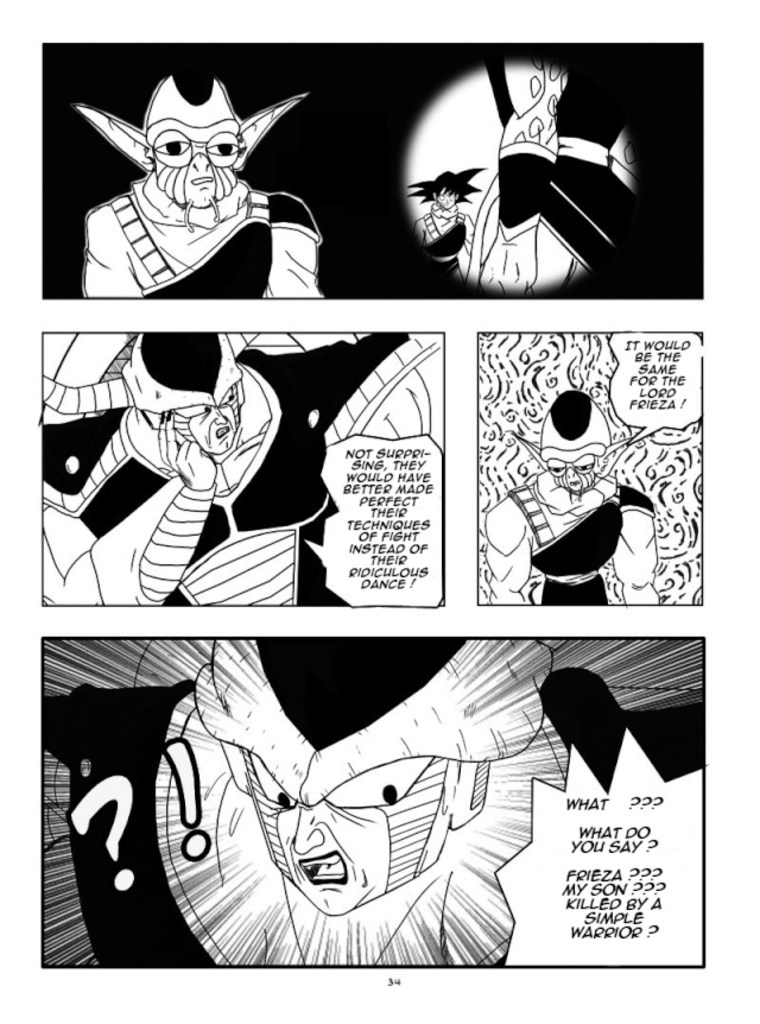 NOT SURPRI-
SING, THEY
WOULD HAVE
BETTER MADE
PERFECT
THEIR
TECHNIQUES
OF FIGHT
INSTEAD OF
THEIR
RIDICULOUS
DANCE !
IT WOULD
BE THE
SAME
FOR THE
LORD
FRIEZA !
?!
WHAT ???
WHAT DO
YOU SAY ?
FRIEZA ???
MY SON ???
KILLED BY A
SIMPLE
WARRIOR ?
34